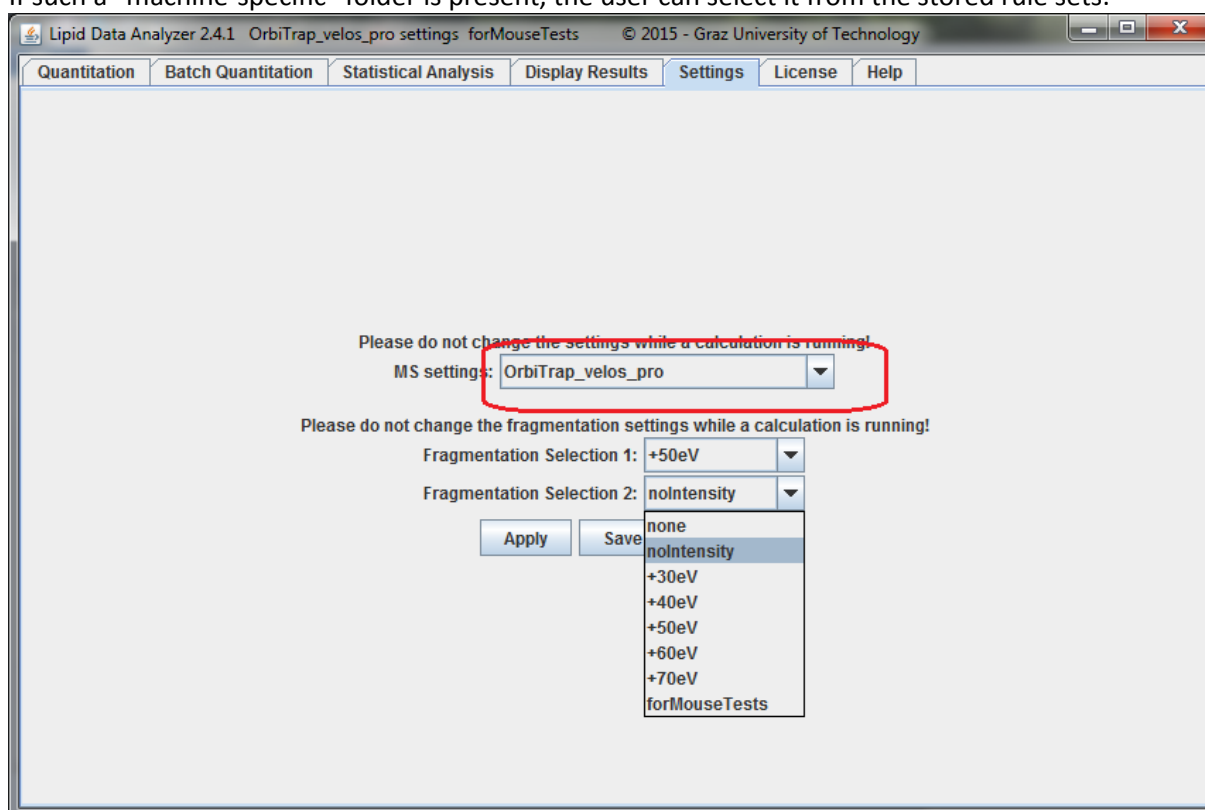 If such a "machine-specific" folder is present, the user can select it from the stored rule sets.
Lipid Data Analyzer 2.4.1 OrbiTrap_velos_pro settings forMouseTests © 2015 - Graz University of Technology
Quantitation Batch Quantitation Statistical Analysis Display Results Settings License Help
Please do not change the settings while a calculation is running!
MS settings: OrbiTrap_velos_pro
Please do not change the fragmentation settings while a calculation is running!
Fragmentation Selection 1: +50eV
Fragmentation Selection 2: noIntensity
Apply Save
none
noIntensity
+30eV
+40eV
+50eV
+60eV
+70eV
forMouseTests